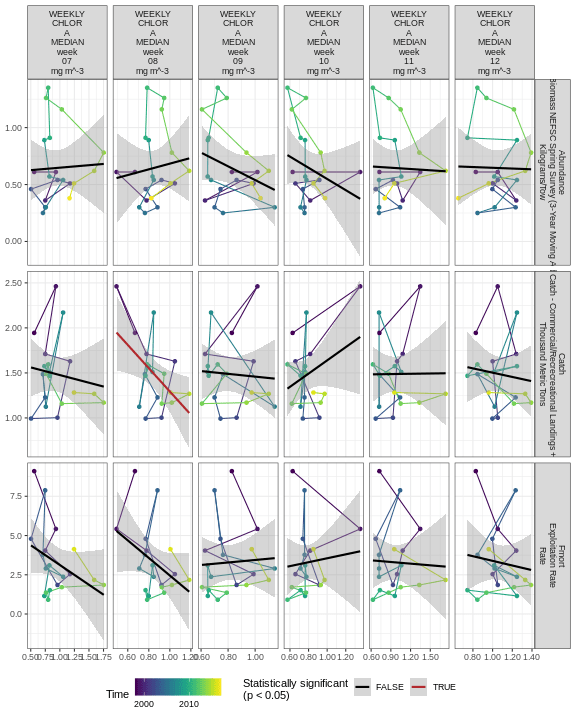 WEEKLY
CHLOR
A
MEDIAN
week
07
mg m^-3
WEEKLY
CHLOR
A
MEDIAN
week
08
mg m^-3
WEEKLY
CHLOR
A
MEDIAN
week
09
mg m^-3
WEEKLY
CHLOR
A
MEDIAN
week
10
mg m^-3
WEEKLY
CHLOR
A
MEDIAN
week
11
mg m^-3
WEEKLY
CHLOR
A
MEDIAN
week
12
mg m^-3
1.00
0.50
0.00
Abundance
Biomass NEFSC Spring Survey (3-Year Moving A
Kilograms/Tow
2.50
2.00
1.50
1.00
Catch
Catch - Commercial/Recreational Landings +
Thousand Metric Tons
7.5
5.0
2.5
0.0
Fmort
Exploitation Rate
Rate
0.50 0.75 1.00 1.25 1.50 1.75
0.60 0.80 1.00 1.20
0.60 0.80 1.00
0.60 0.80 1.00 1.20
0.60 0.90 1.20 1.50
0.80 1.00 1.20 1.40
Time
2000 2010
Statistically significant
(p < 0.05)
FALSE
TRUE